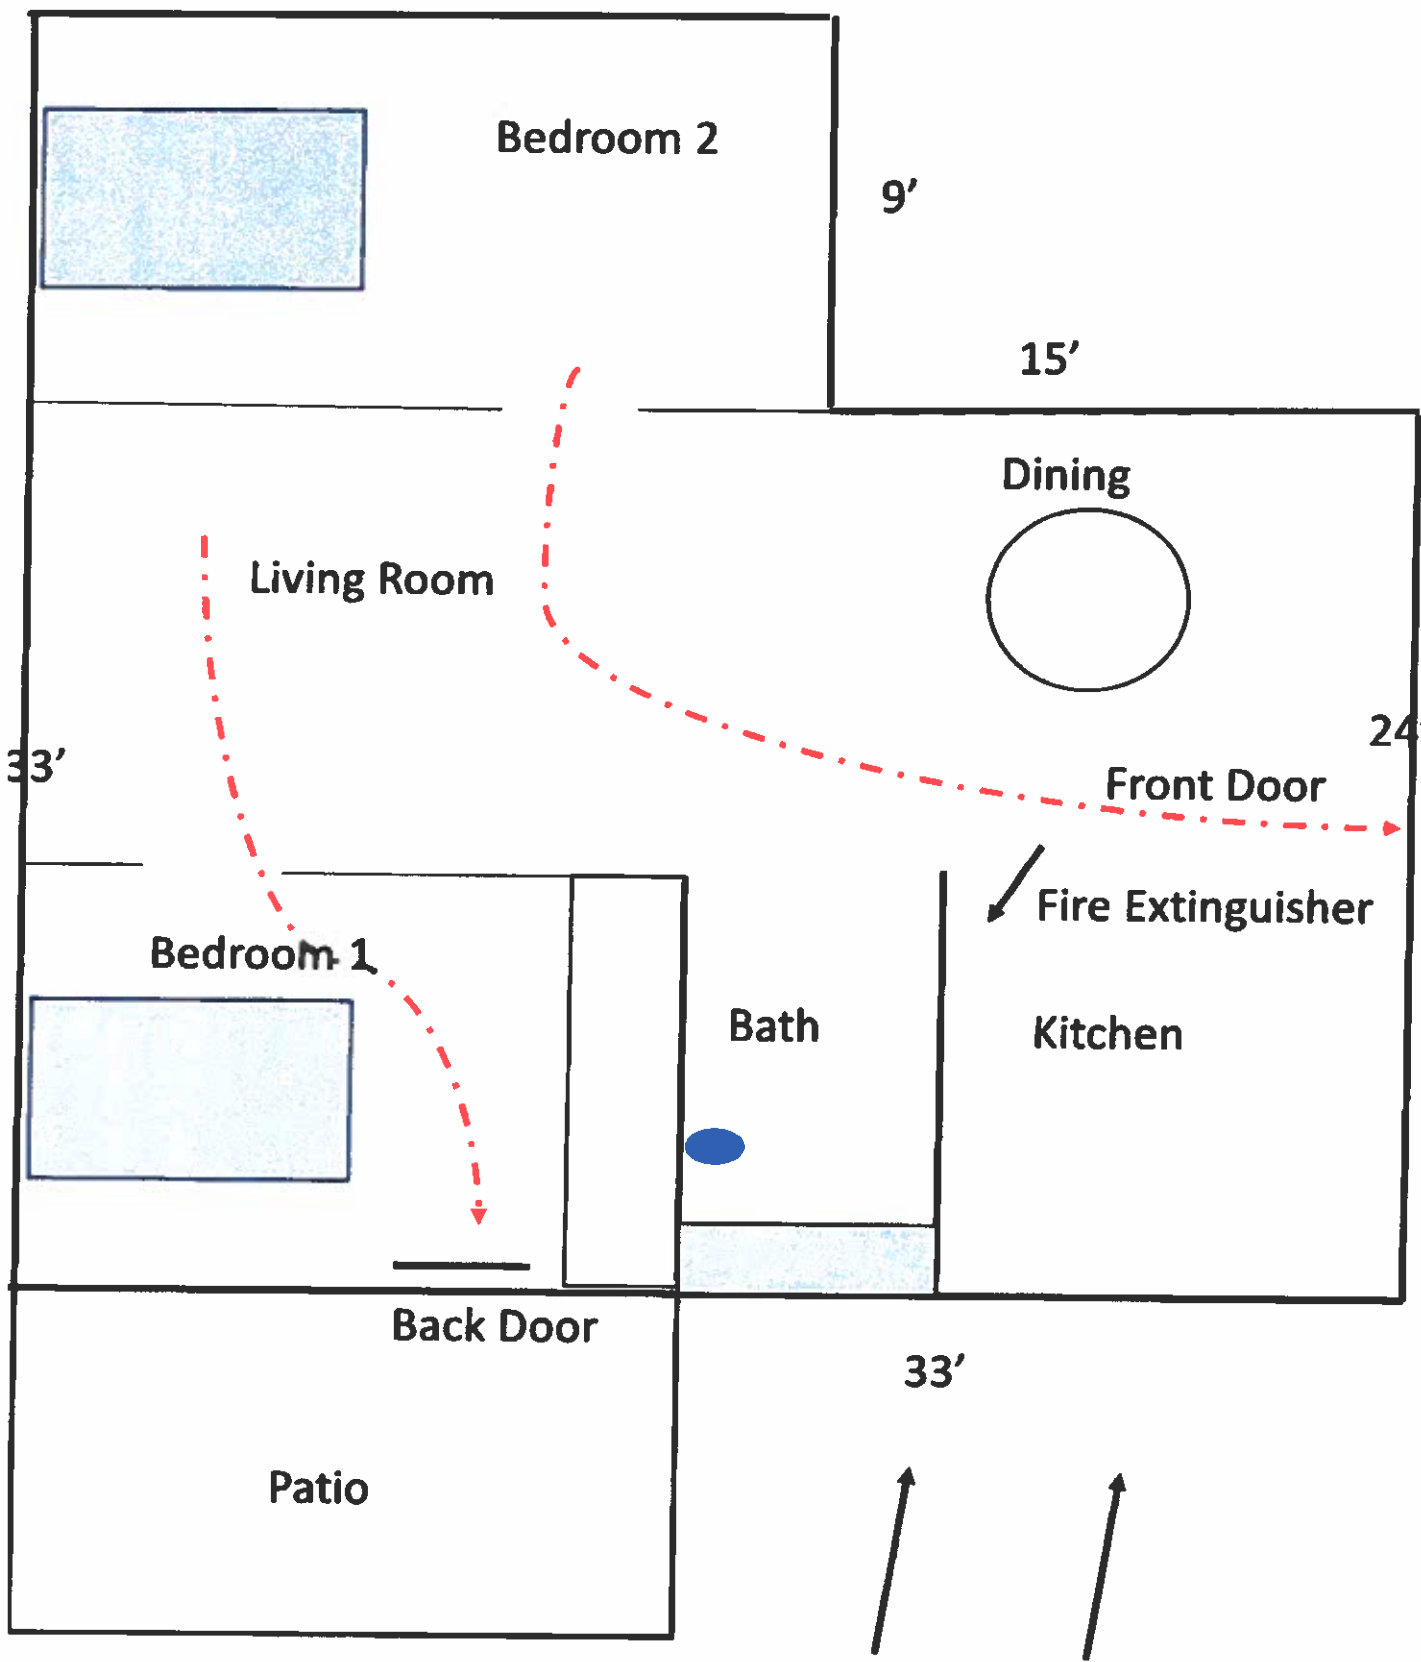 Bedroom 2
9’
15’
Dining
Living Room
24
33’
Front Door
Fire Extinguisher
Bedroom 1
Bath
Kitchen
Back Door
33’
Patio